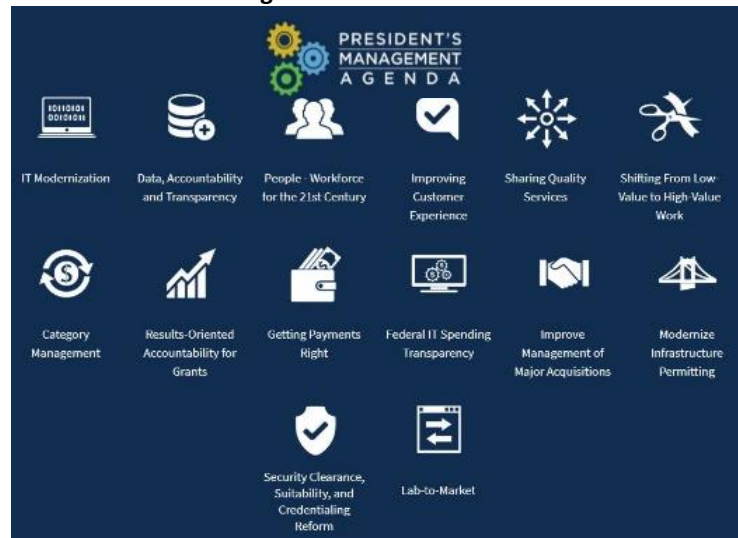 PRESIDENT'S
MANAGEMENT
AGENDA
10110101
00101011
IT Modernization
Data, Accountability
and Transparency
People - Workforce
for the 21st Century
Improving
Customer
Experience
Sharing Quality
Services
Shifting From Low-
Value to High-Value
Work
$
Category
Management
Results-Oriented
Accountability for
Grants
Getting Payments
Right
Federal IT Spending
Transparency
Improve
Management of
Major Acquisitions
Modernize
Infrastructure
Permitting
Security Clearance,
Suitability, and
Credentialing
Reform
Lab-to-Market